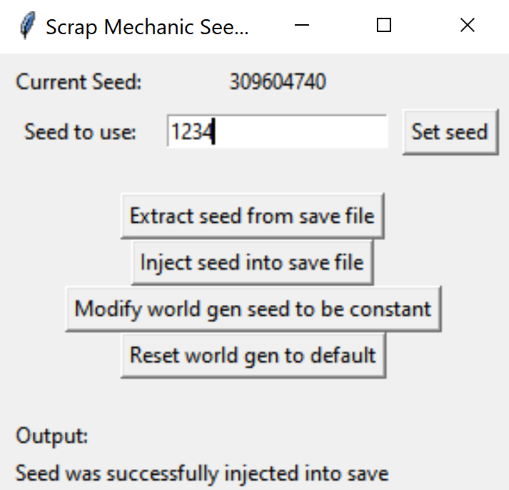 Scrap Mechanic See...
Current Seed: 309604740
Seed to use: 1234 Set seed
Extract seed from save file
Inject seed into save file
Modify world gen seed to be constant
Reset world gen to default
Output:
Seed was successfully injected into save